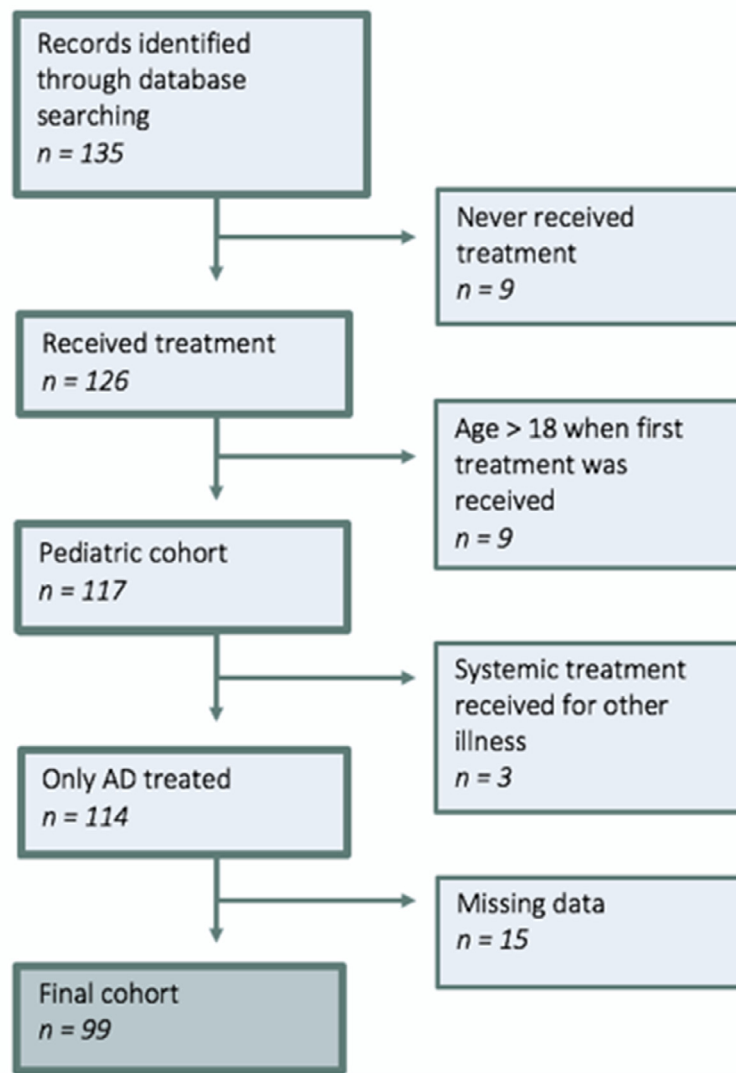 Records identified
through database
searching
n = 135
Never received
treatment
n = 9
Received treatment
n = 126
Age > 18 when first
treatment was
received
n = 9
Pediatric cohort
n = 117
Systemic treatment
received for other
illness
n = 3
Only AD treated
n = 114
Missing data
n = 15
Final cohort
n = 99